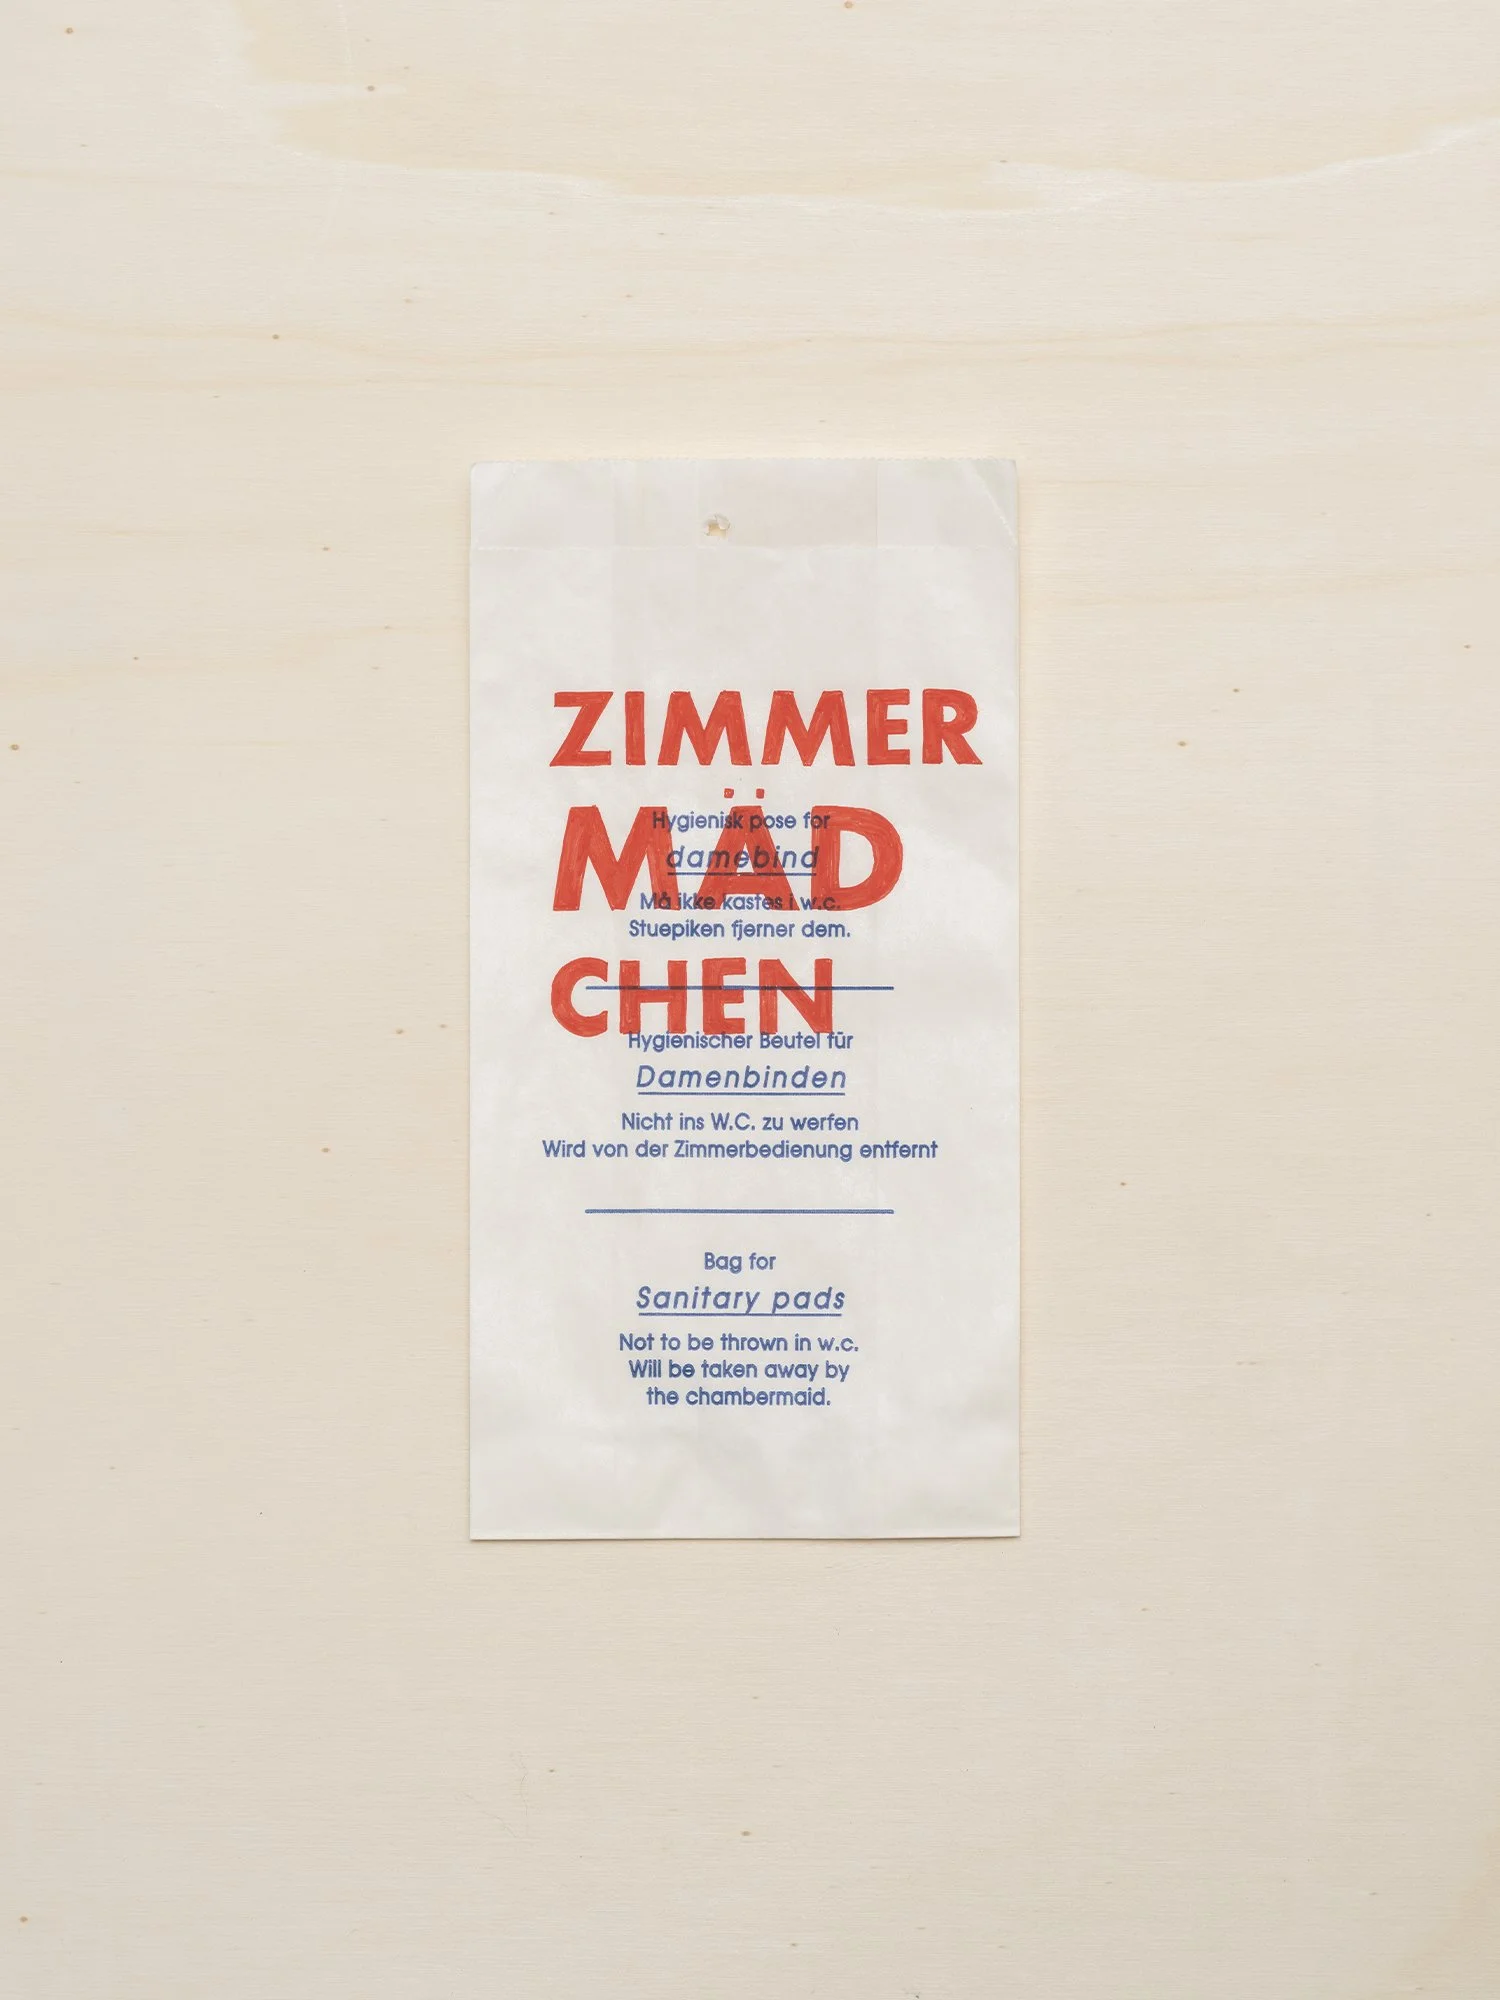 ZIMMER
MÄD
CHEN
Hygienisk pose for
damebind
Må ikke kastes i w.c.
Stuepiken fjerner dem.
Hygienischer Beutel für
Damenbinden
Nicht ins W.C. zu werfen
Wird von der Zimmerbedienung entfernt
Bag for
Sanitary pads
Not to be thrown in w.c.
Will be taken away by
the chambermaid.